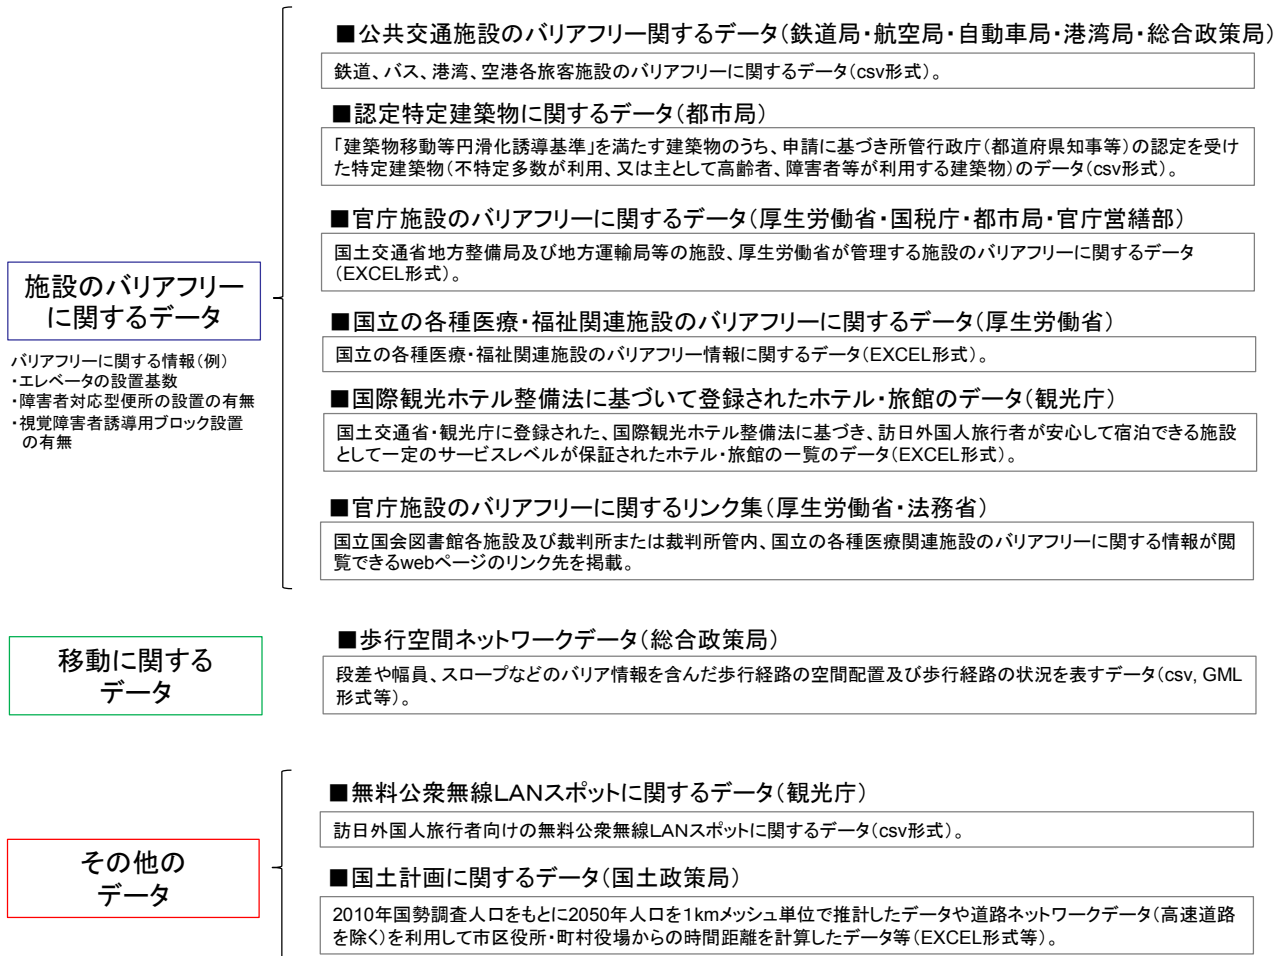 ■公共交通施設のバリアフリー関するデータ(鉄道局・航空局・自動車局・港湾局・総合政策局)
鉄道、バス、港湾、空港各旅客施設のバリアフリーに関するデータ(csv形式)。
■認定特定建築物に関するデータ(都市局)
「建築物移動等円滑化誘導基準」を満たす建築物のうち、申請に基づき所管行政庁(都道府県知事等)の認定を受け
た特定建築物(不特定多数が利用、又は主として高齢者、障害者等が利用する建築物)のデータ(csv形式)。
■官庁施設のバリアフリーに関するデータ(厚生労働省・国税庁・都市局・官庁営繕部)
国土交通省地方整備局及び地方運輸局等の施設、厚生労働省が管理する施設のバリアフリーに関するデータ
(EXCEL形式)。
施設のバリアフリー
に関するデータ
バリアフリーに関する情報(例)
・エレベータの設置基数
・障害者対応型便所の設置の有無
・視覚障害者誘導用ブロック設置
の有無
■国立の各種医療・福祉関連施設のバリアフリーに関するデータ(厚生労働省)
国立の各種医療・福祉関連施設のバリアフリー情報に関するデータ(EXCEL形式)。
■国際観光ホテル整備法に基づいて登録されたホテル・旅館のデータ(観光庁)
国土交通省・観光庁に登録された、国際観光ホテル整備法に基づき、訪日外国人旅行者が安心して宿泊できる施設
として一定のサービスレベルが保証されたホテル・旅館の一覧のデータ(EXCEL形式)。
■官庁施設のバリアフリーに関するリンク集(厚生労働省・法務省)
国立国会図書館各施設及び裁判所または裁判所管内、国立の各種医療関連施設のバリアフリーに関する情報が閲
覧できるwebページのリンク先を掲載。
移動に関する
データ
■歩行空間ネットワークデータ(総合政策局)
段差や幅員、スロープなどのバリア情報を含んだ歩行経路の空間配置及び歩行経路の状況を表すデータ(csv, GML
形式等)。
その他の
データ
■無料公衆無線LANスポットに関するデータ(観光庁)
訪日外国人旅行者向けの無料公衆無線LANスポットに関するデータ(csv形式)。
■国土計画に関するデータ(国土政策局)
2010年国勢調査人口をもとに2050年人口を1kmメッシュ単位で推計したデータや道路ネットワークデータ(高速道路
を除く)を利用して市区役所・町村役場からの時間距離を計算したデータ等(EXCEL形式等)。